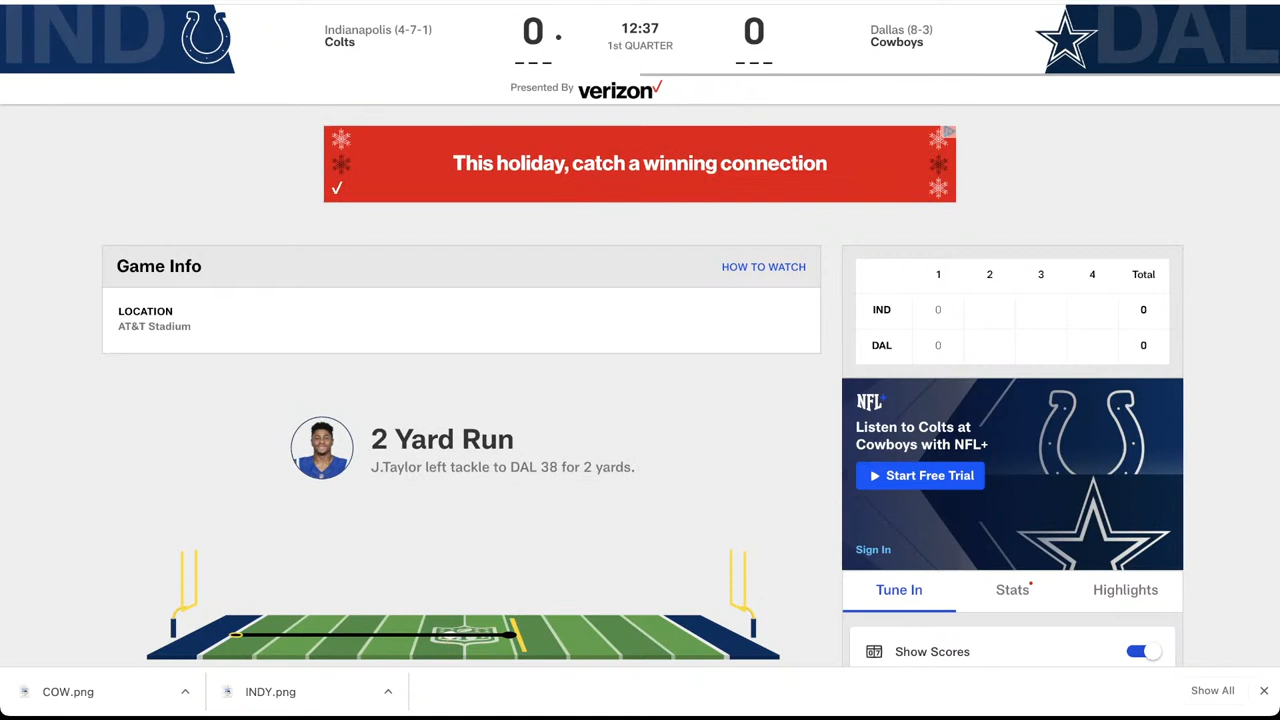 IND
Indianapolis (4-7-1)
Colts
0
12:37
1st QUARTER
0
Dallas (8-3)
Cowboys
DAL
Presented By verizon
This holiday, catch a winning connection
Game Info
HOW TO WATCH
LOCATION
AT&T Stadium
1 2 3 4 Total
IND 0 0
DAL 0 0
2 Yard Run
J.Taylor left tackle to DAL 38 for 2 yards.
NFL+
Listen to Colts at
Cowboys with NFL+
Start Free Trial
Sign In
Tune In
Stats
Highlights
NFL
Show Scores
COW.png
INDY.png
Show All